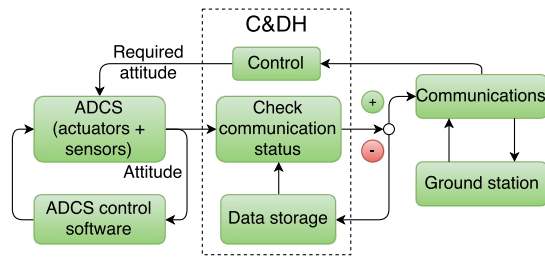 C&DH
Required
attitude
Control
ADCS
(actuators +
sensors)
Check
communication
status
+
-
Communications
Attitude
ADCS control
software
Data storage
Ground station